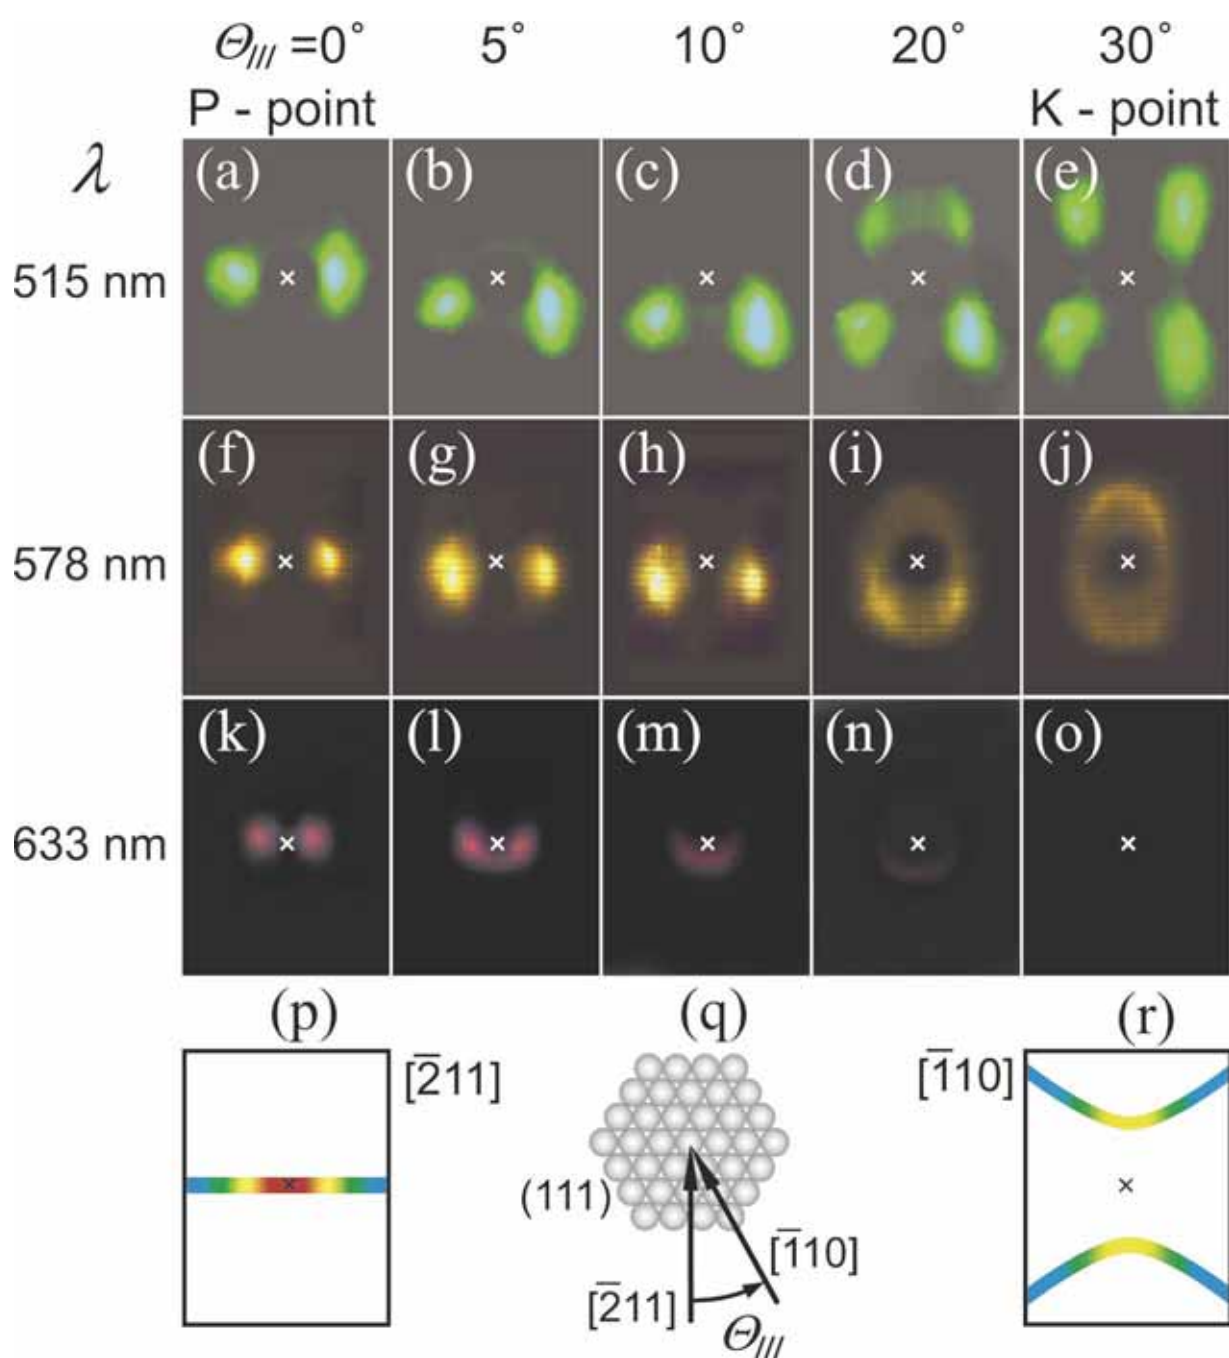 Θ/// =0° 5° 10° 20° 30°
P - point K - point
λ
(a) (b) (c) (d) (e)
515 nm
(f) (g) (h) (i) (j)
578 nm
(k) (l) (m) (n) (o)
633 nm
(p) (q) (r)
[2̅11] [1̅10]
(111)
[1̅10]
[2̅11]
Θ///